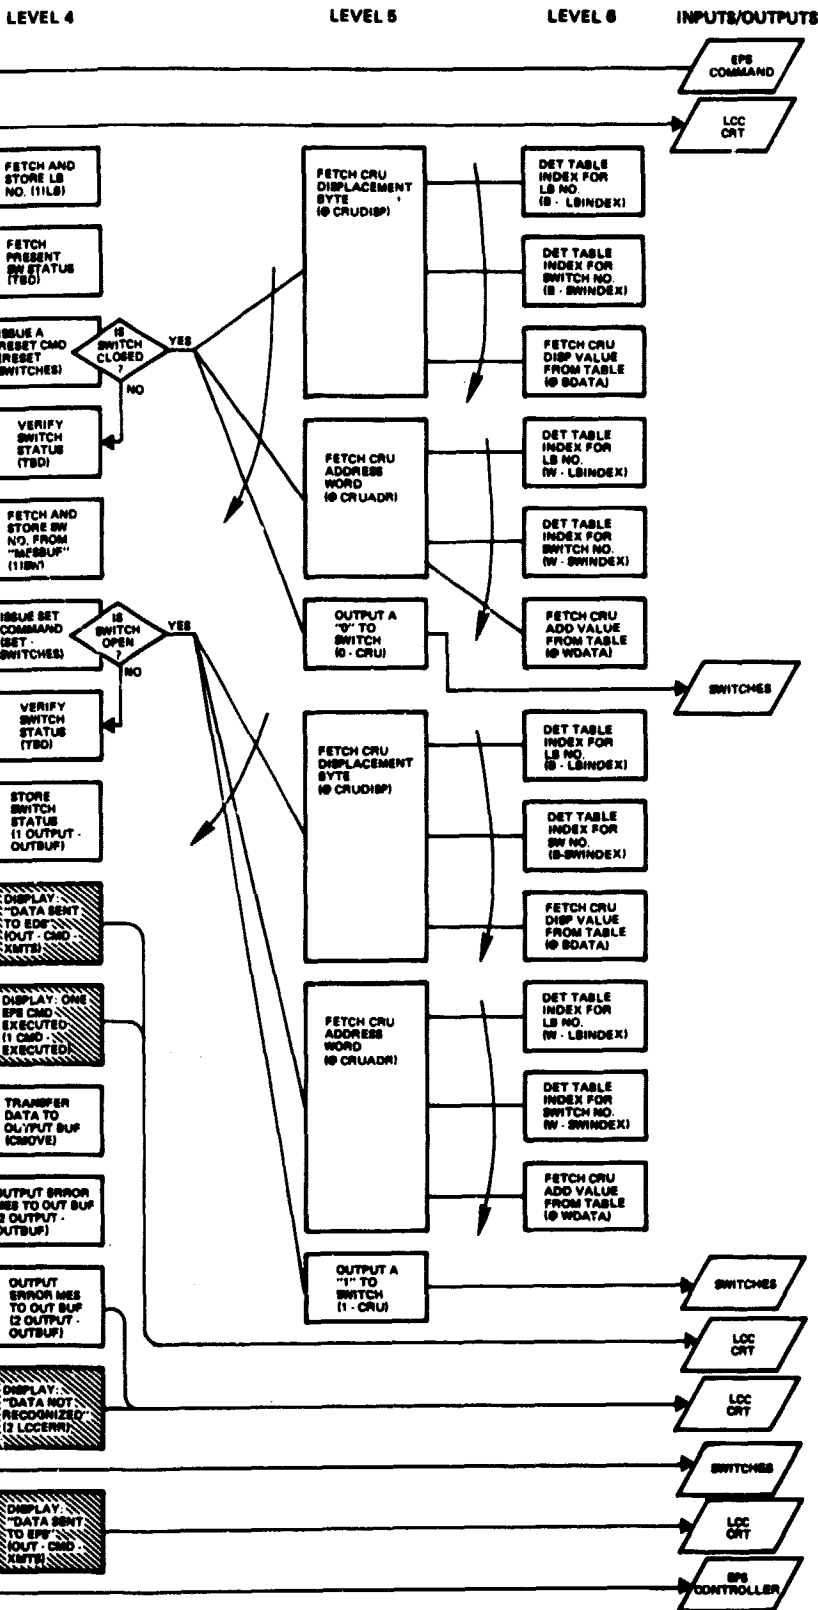 LEVEL 4
LEVEL 5
LEVEL 6
INPUTS/OUTPUTS
EPS
COMMAND
LCC
CRT
FETCH AND
STORE LB
NO. (1)LB)
FETCH
PRESENT
SW STATUS
(TBD)
ISSUE A
RESET CMD
(RESET
SWITCHES)
IS
SWITCH
CLOSED
?
YES
NO
VERIFY
SWITCH
STATUS
(TBD)
FETCH AND
STORE SW
NO. FROM
"MESBUF"
(1)SW)
ISSUE SET
COMMAND
(SET -
SWITCHES)
IS
SWITCH
OPEN
?
YES
NO
VERIFY
SWITCH
STATUS
(TBD)
STORE
SWITCH
STATUS
(1 OUTPUT -
OUTBUF)
DISPLAY:
"DATA SENT
TO EDS"
(OUT - CMD -
XMTS)
DISPLAY: ONE
EPS CMD
EXECUTED
(1 CMD -
EXECUTED)
TRANSFER
DATA TO
OUTPUT BUF
(CMOVE)
OUTPUT ERROR
MES TO OUT BUF
(2 OUTPUT -
OUTBUF)
OUTPUT
ERROR MES
TO OUT BUF
(2 OUTPUT -
OUTBUF)
DISPLAY:
"DATA NOT
RECOGNIZED"
(2 LCCERR)
DISPLAY:
"DATA SENT
TO EPS"
(OUT - CMD -
XMTS)
FETCH CRU
DISPLACEMENT
BYTE
(@ CRUDISP)
FETCH CRU
ADDRESS
WORD
(@ CRUADR)
OUTPUT A
"0" TO
SWITCH
(0 - CRU)
FETCH CRU
DISPLACEMENT
BYTE
(@ CRUDISP)
FETCH CRU
ADDRESS
WORD
(@ CRUADR)
OUTPUT A
"1" TO
SWITCH
(1 - CRU)
DET TABLE
INDEX FOR
LB NO.
(B - LBINDEX)
DET TABLE
INDEX FOR
SWITCH NO.
(B - SWINDEX)
FETCH CRU
DISP VALUE
FROM TABLE
(@ BDATA)
DET TABLE
INDEX FOR
LB NO.
(W - LBINDEX)
DET TABLE
INDEX FOR
SWITCH NO.
(W - SWINDEX)
FETCH CRU
ADD VALUE
FROM TABLE
(@ WDATA)
DET TABLE
INDEX FOR
LB NO.
(B - LBINDEX)
DET TABLE
INDEX FOR
SW NO.
(B-SWINDEX)
FETCH CRU
DISP VALUE
FROM TABLE
(@ BDATA)
DET TABLE
INDEX FOR
LB NO.
(W - LBINDEX)
DET TABLE
INDEX FOR
SWITCH NO.
(W - SWINDEX)
FETCH CRU
ADD VALUE
FROM TABLE
(@ WDATA)
SWITCHES
SWITCHES
LCC
CRT
LCC
CRT
SWITCHES
LCC
CRT
EPS
CONTROLLER